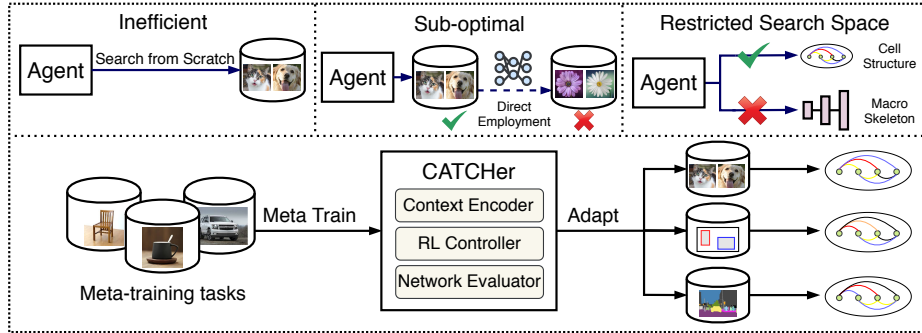 Inefficient
Agent
Search from Scratch
Sub-optimal
Agent
Direct
Employment
Restricted Search Space
Agent
Cell
Structure
Macro
Skeleton
Meta-training tasks
Meta Train
CATCHer
Context Encoder
RL Controller
Network Evaluator
Adapt